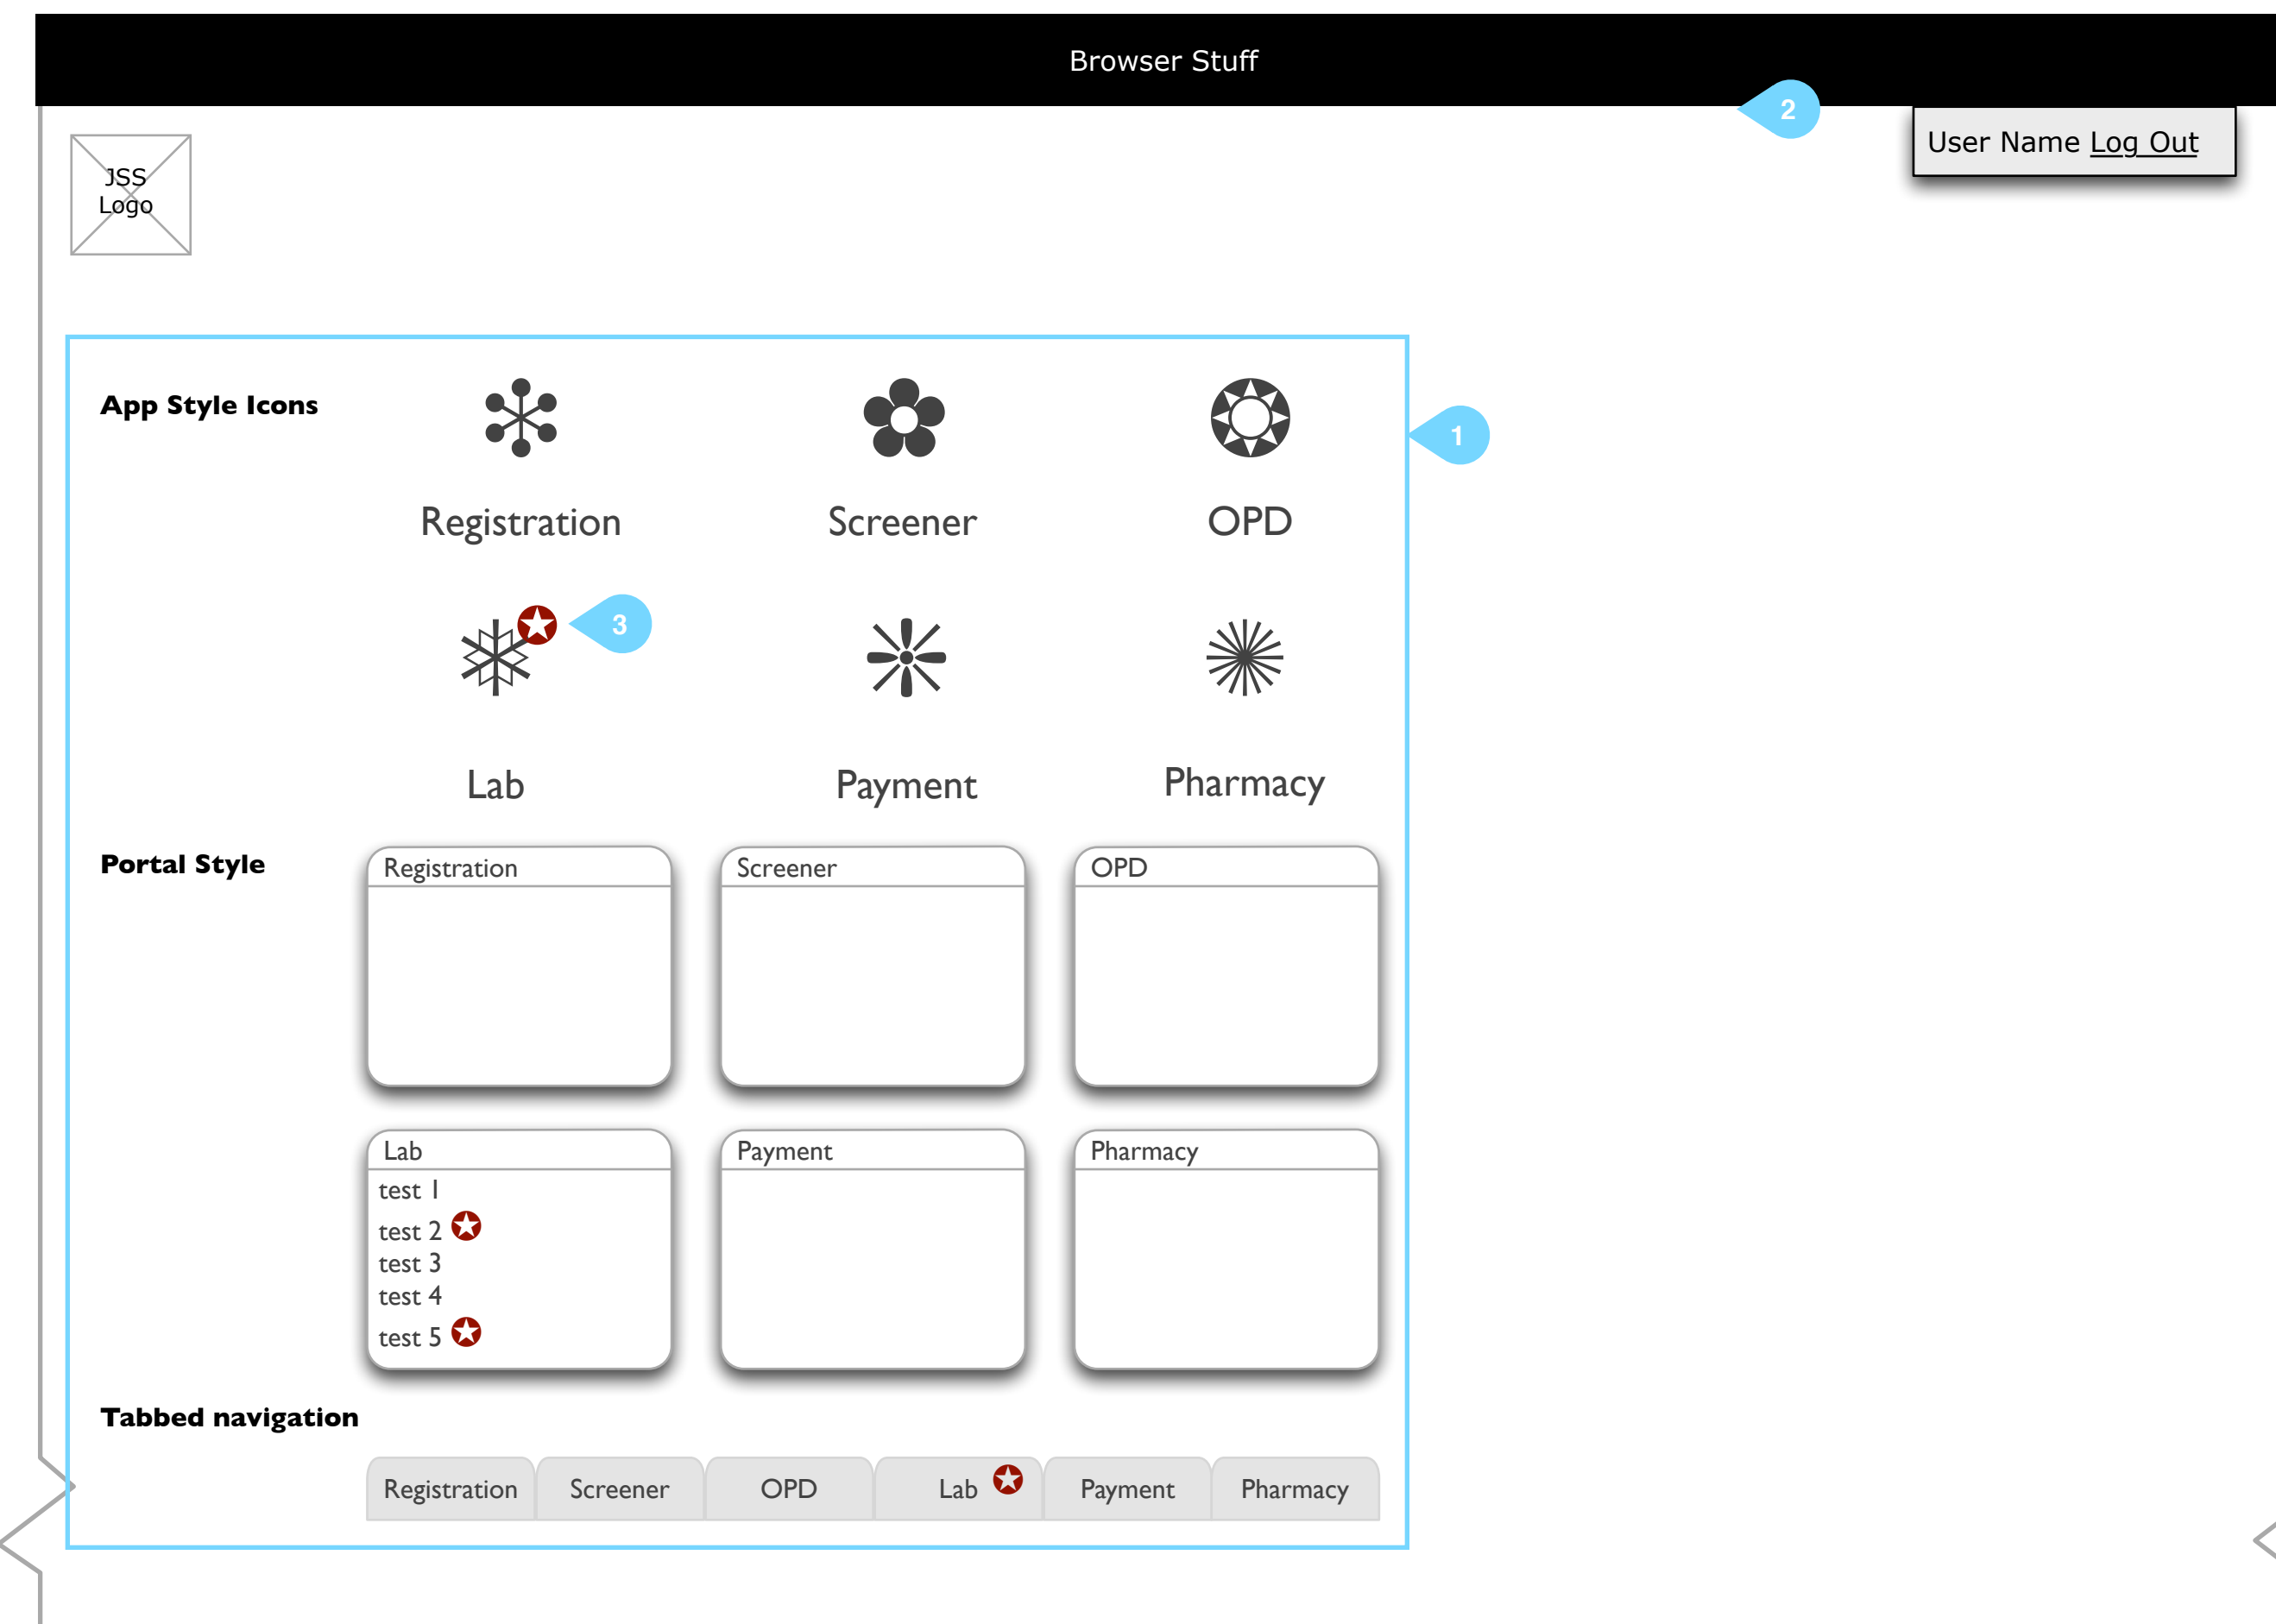 Browser Stuff
2
User Name Log Out
JSS
Logo
App Style Icons
1
Registration Screener OPD
3
Lab Payment Pharmacy
Portal Style
Registration Screener OPD
Lab Payment Pharmacy
test 1
test 2
test 3
test 4
test 5
Tabbed navigation
Registration Screener OPD Lab Payment Pharmacy